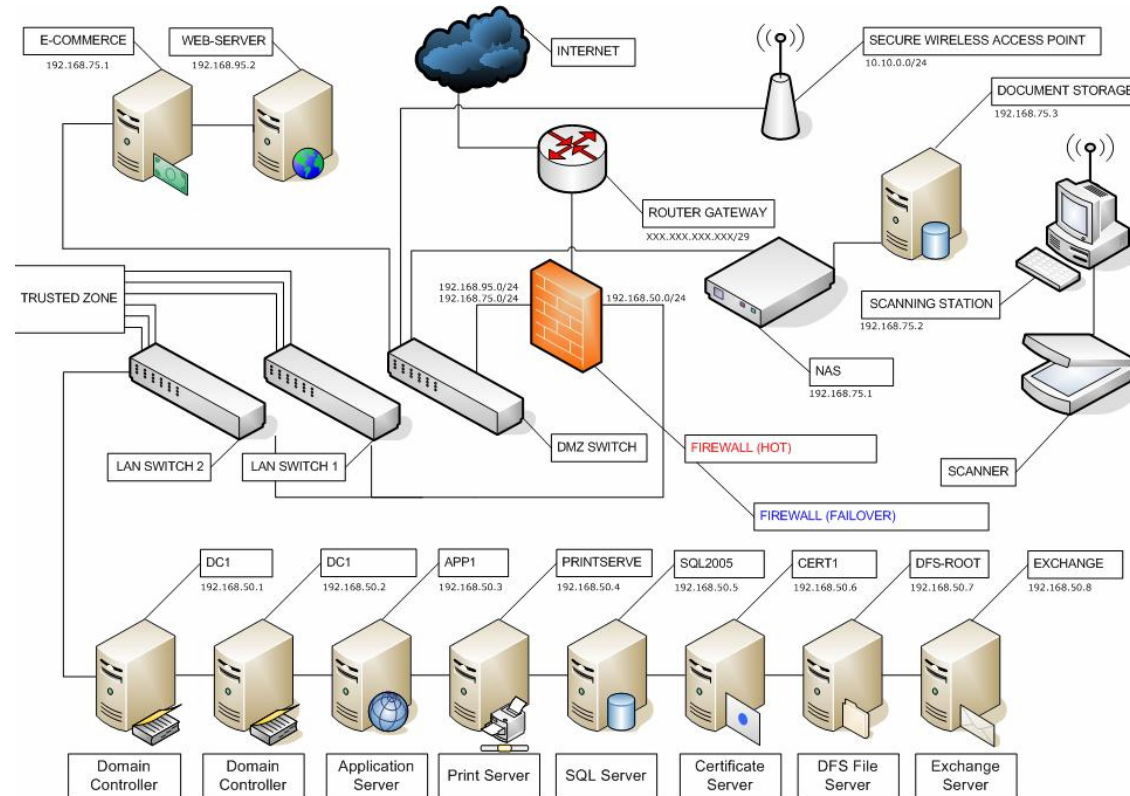 E-COMMERCE
192.168.75.1
WEB-SERVER
192.168.95.2
INTERNET
SECURE WIRELESS ACCESS POINT
10.10.0.0/24
DOCUMENT STORAGE
192.168.75.3
ROUTER GATEWAY
XXX.XXX.XXX.XXX/29
TRUSTED ZONE
192.168.95.0/24
192.168.75.0/24
192.168.50.0/24
SCANNING STATION
192.168.75.2
NAS
192.168.75.1
LAN SWITCH 2
LAN SWITCH 1
DMZ SWITCH
FIREWALL (HOT)
SCANNER
FIREWALL (FAILOVER)
DC1
192.168.50.1
DC1
192.168.50.2
APP1
192.168.50.3
PRINTSERVE
192.168.50.4
SQL2005
192.168.50.5
CERT1
192.168.50.6
DFS-ROOT
192.168.50.7
EXCHANGE
192.168.50.8
Domain
Controller
Domain
Controller
Application
Server
Print Server
SQL Server
Certificate
Server
DFS File
Server
Exchange
Server